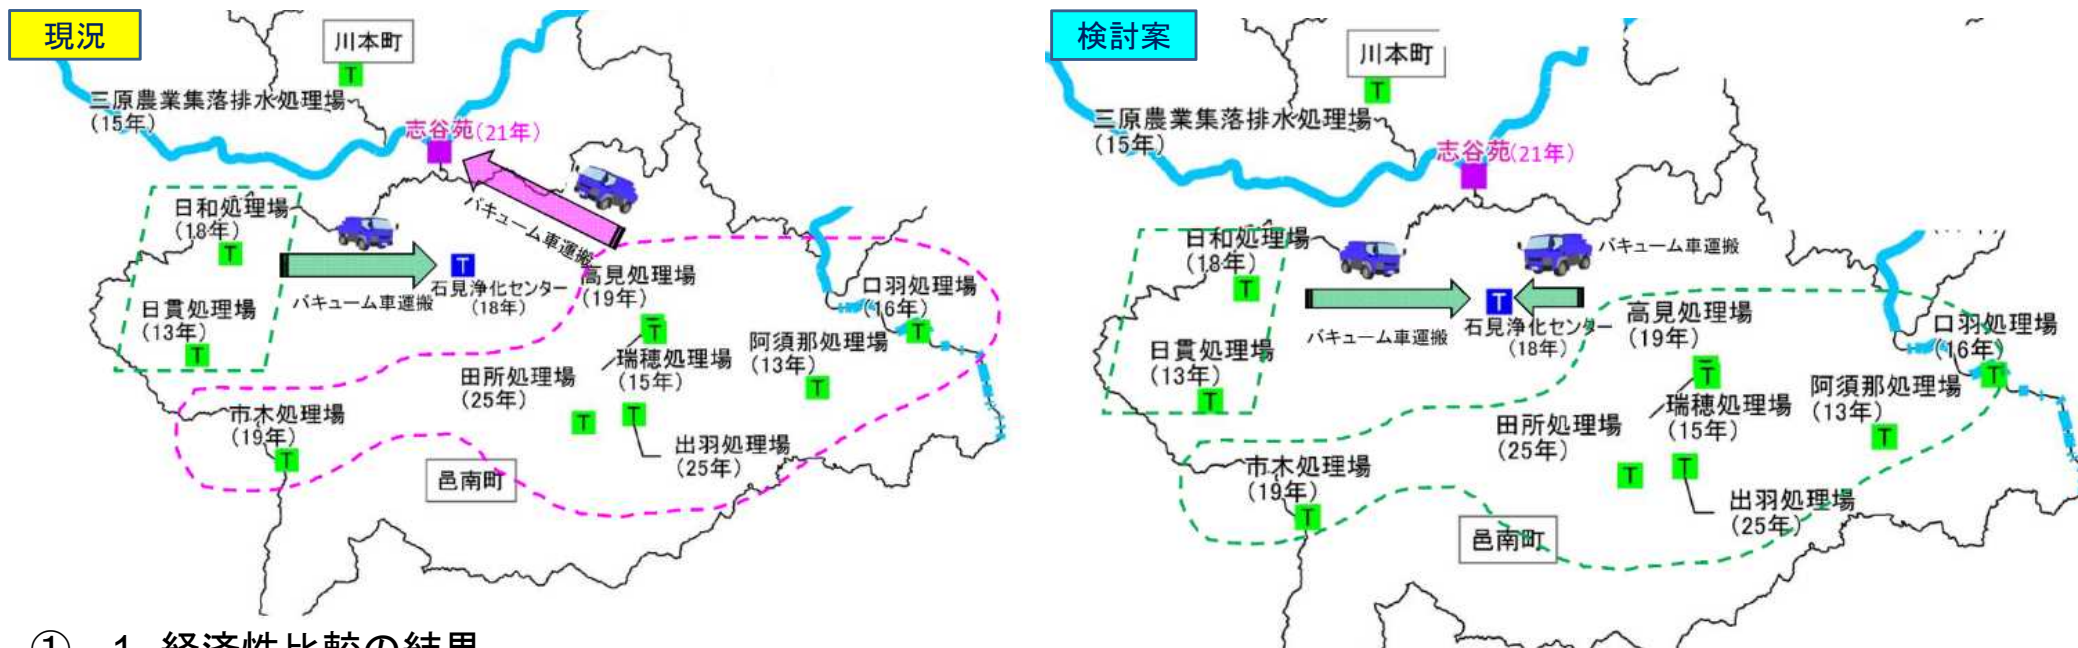 現況
川本町
T
三原農業集落排水処理場
(15年)
志谷苑(21年)
バキューム車運搬
日和処理場
(18年)
T
T
石見浄化センター
(18年)
バキューム車運搬
日貫処理場
(13年)
T
高見処理場
(19年)
T
瑞穂処理場
(15年)
口羽処理場
(16年)
T
阿須那処理場
(13年)
T
田所処理場
(25年)
T
T
出羽処理場
(25年)
市木処理場
(19年)
T
邑南町
検討案
川本町
T
三原農業集落排水処理場
(15年)
志谷苑(21年)
日和処理場
(18年)
T
バキューム車運搬
T
石見浄化センター
(18年)
バキューム車運搬
日貫処理場
(13年)
T
高見処理場
(19年)
T
瑞穂処理場
(15年)
口羽処理場
(16年)
T
阿須那処理場
(13年)
T
田所処理場
(25年)
T
T
出羽処理場
(25年)
市木処理場
(19年)
T
邑南町
①－１ 経済性比較の結果